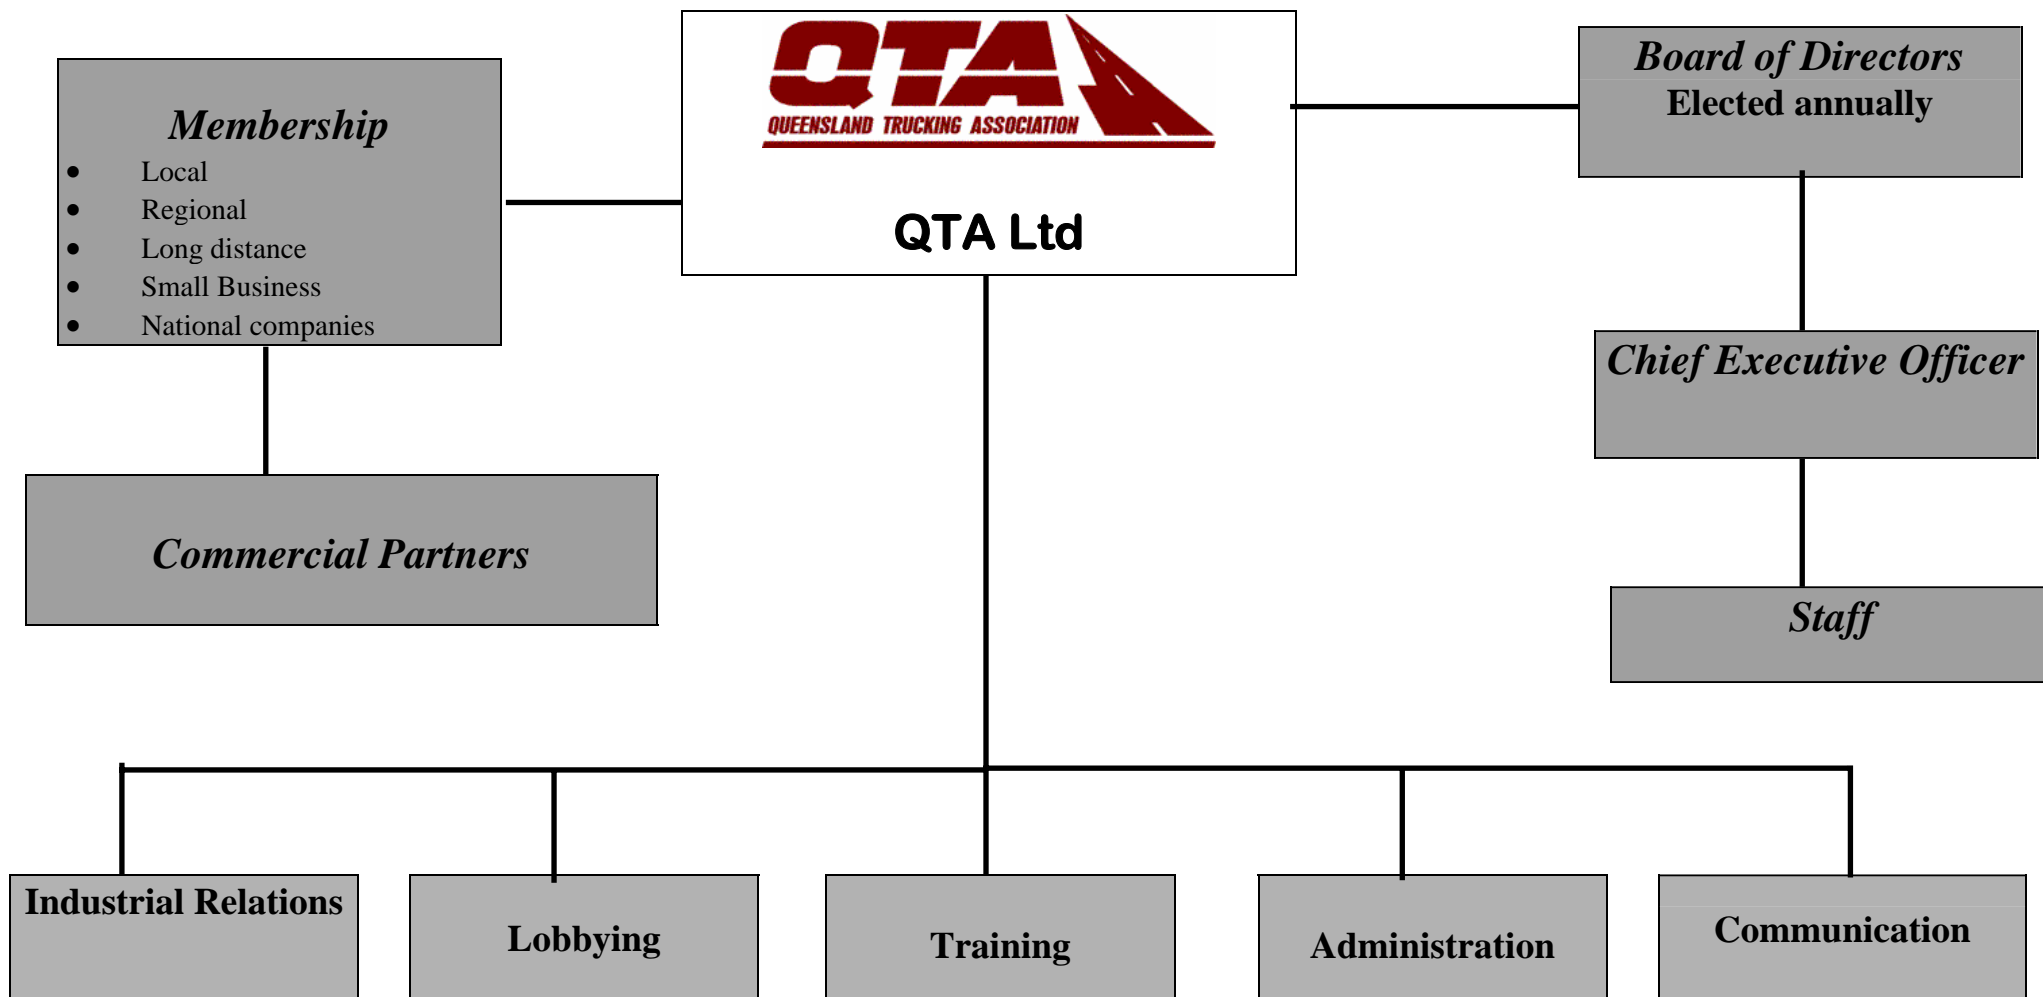 QTA
QUEENSLAND TRUCKING ASSOCIATION
QTA Ltd
Membership
• Local
• Regional
• Long distance
• Small Business
• National companies
Board of Directors
Elected annually
Chief Executive Officer
Commercial Partners
Staff
Industrial Relations
Lobbying
Training
Administration
Communication